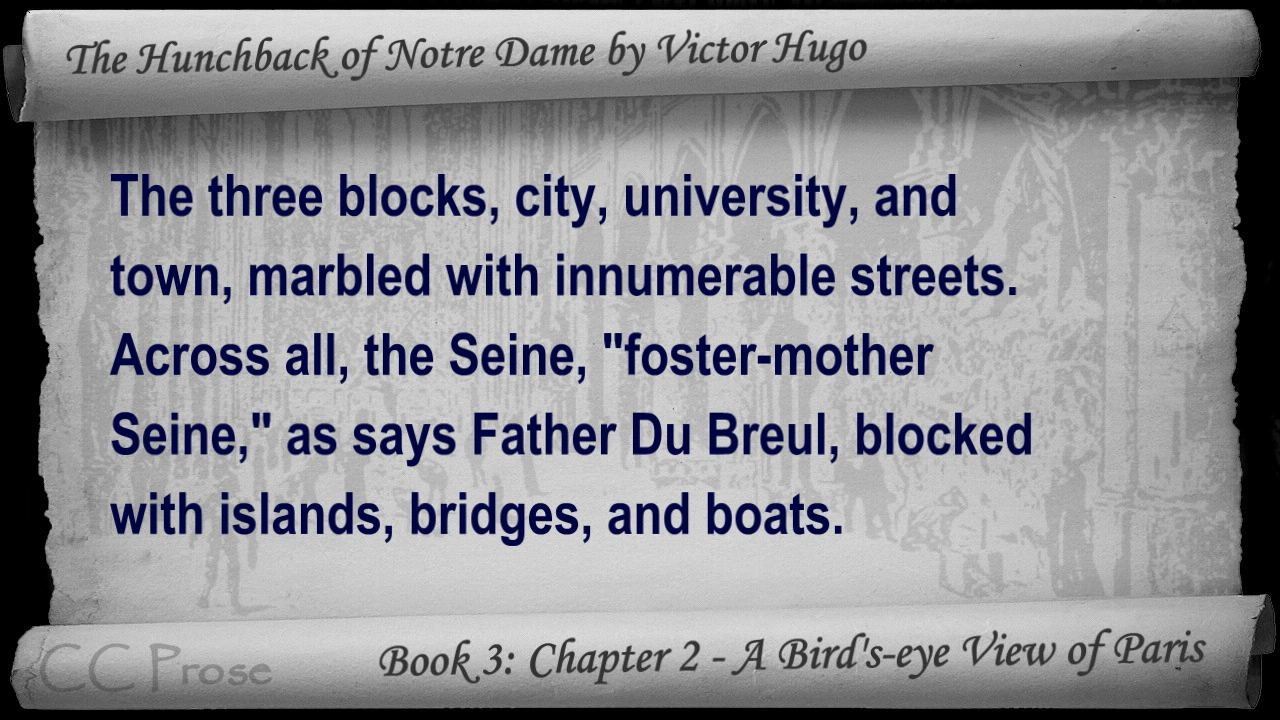 The Hunchback of Notre Dame by Victor Hugo
The three blocks, city, university, and
town, marbled with innumerable streets.
Across all, the Seine, "foster-mother
Seine," as says Father Du Breul, blocked
with islands, bridges, and boats.
CC Prose
Book 3: Chapter 2 - A Bird's-eye View of Paris